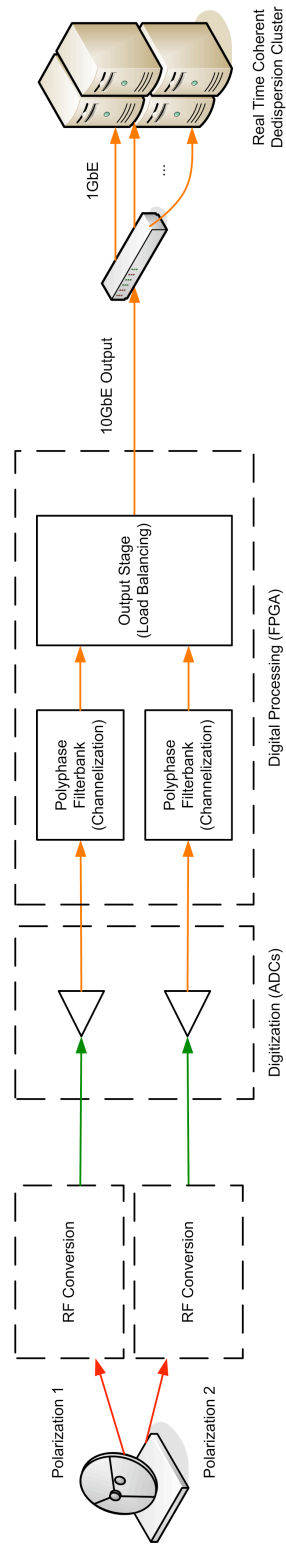 Polarization 1
Polarization 2
RF Conversion
RF Conversion
Digitization (ADCs)
Polyphase
Filterbank
(Channelization)
Polyphase
Filterbank
(Channelization)
Output Stage
(Load Balancing)
Digital Processing (FPGA)
10GbE Output
1GbE
...
Real Time Coherent
Dedispersion Cluster